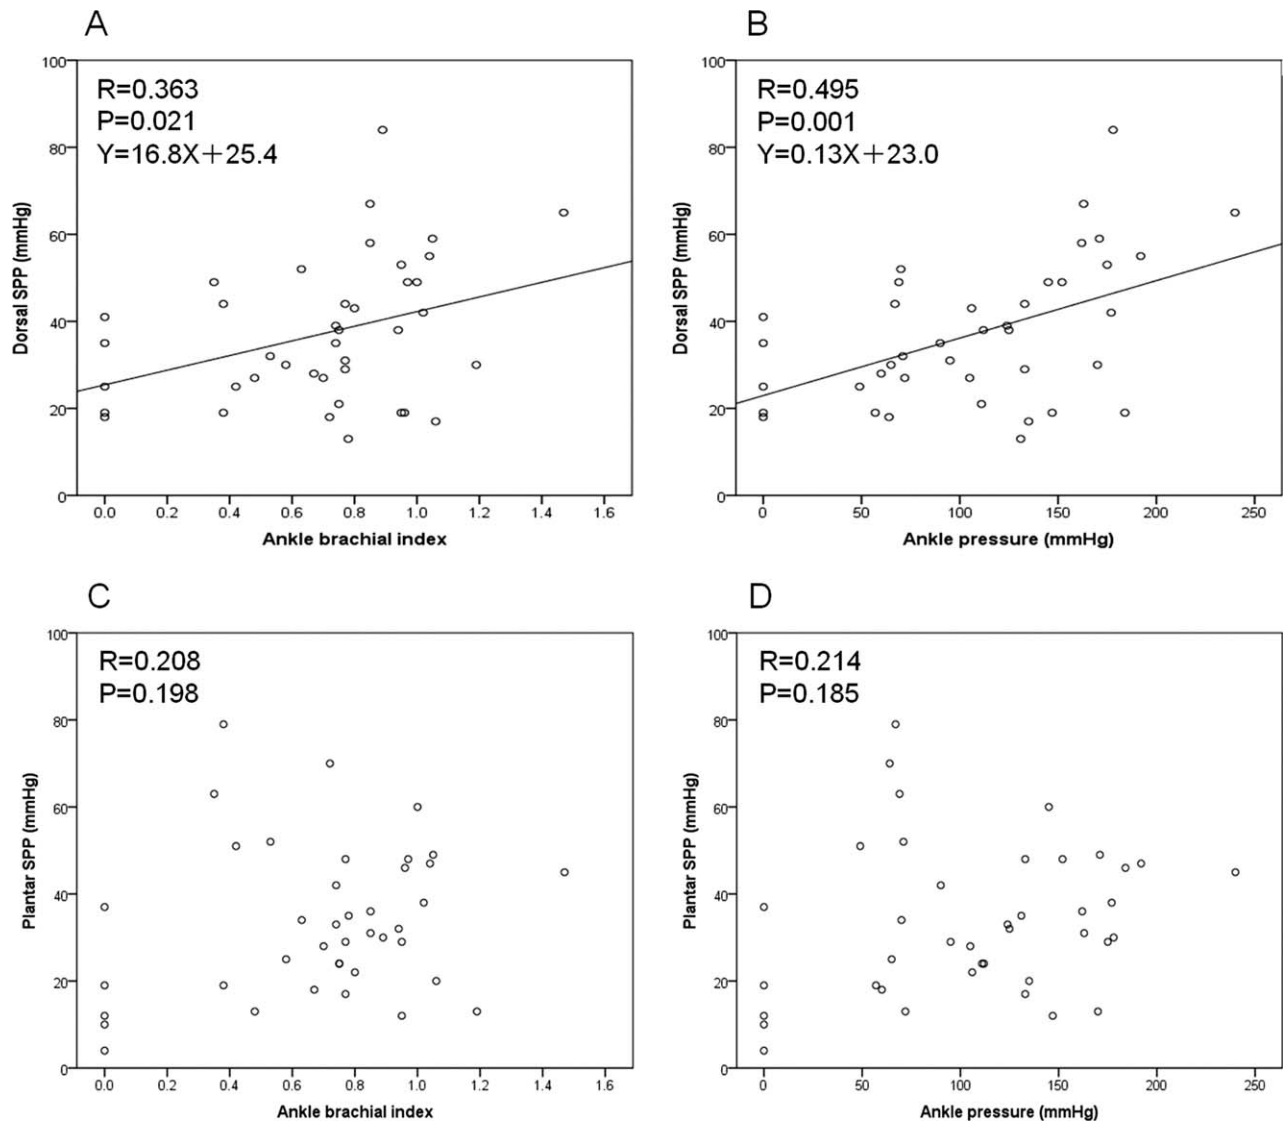 A
R=0.363
P=0.021
Y=16.8X+25.4
Dorsal SPP (mmHg)
100
80
60
40
20
0
0.0 0.2 0.4 0.6 0.8 1.0 1.2 1.4 1.6
Ankle brachial index
B
R=0.495
P=0.001
Y=0.13X+23.0
Dorsal SPP (mmHg)
100
80
60
40
20
0
0 50 100 150 200 250
Ankle pressure (mmHg)
C
R=0.208
P=0.198
Plantar SPP (mmHg)
100
80
60
40
20
0
0.0 0.2 0.4 0.6 0.8 1.0 1.2 1.4 1.6
Ankle brachial index
D
R=0.214
P=0.185
Plantar SPP (mmHg)
100
80
60
40
20
0
0 50 100 150 200 250
Ankle pressure (mmHg)